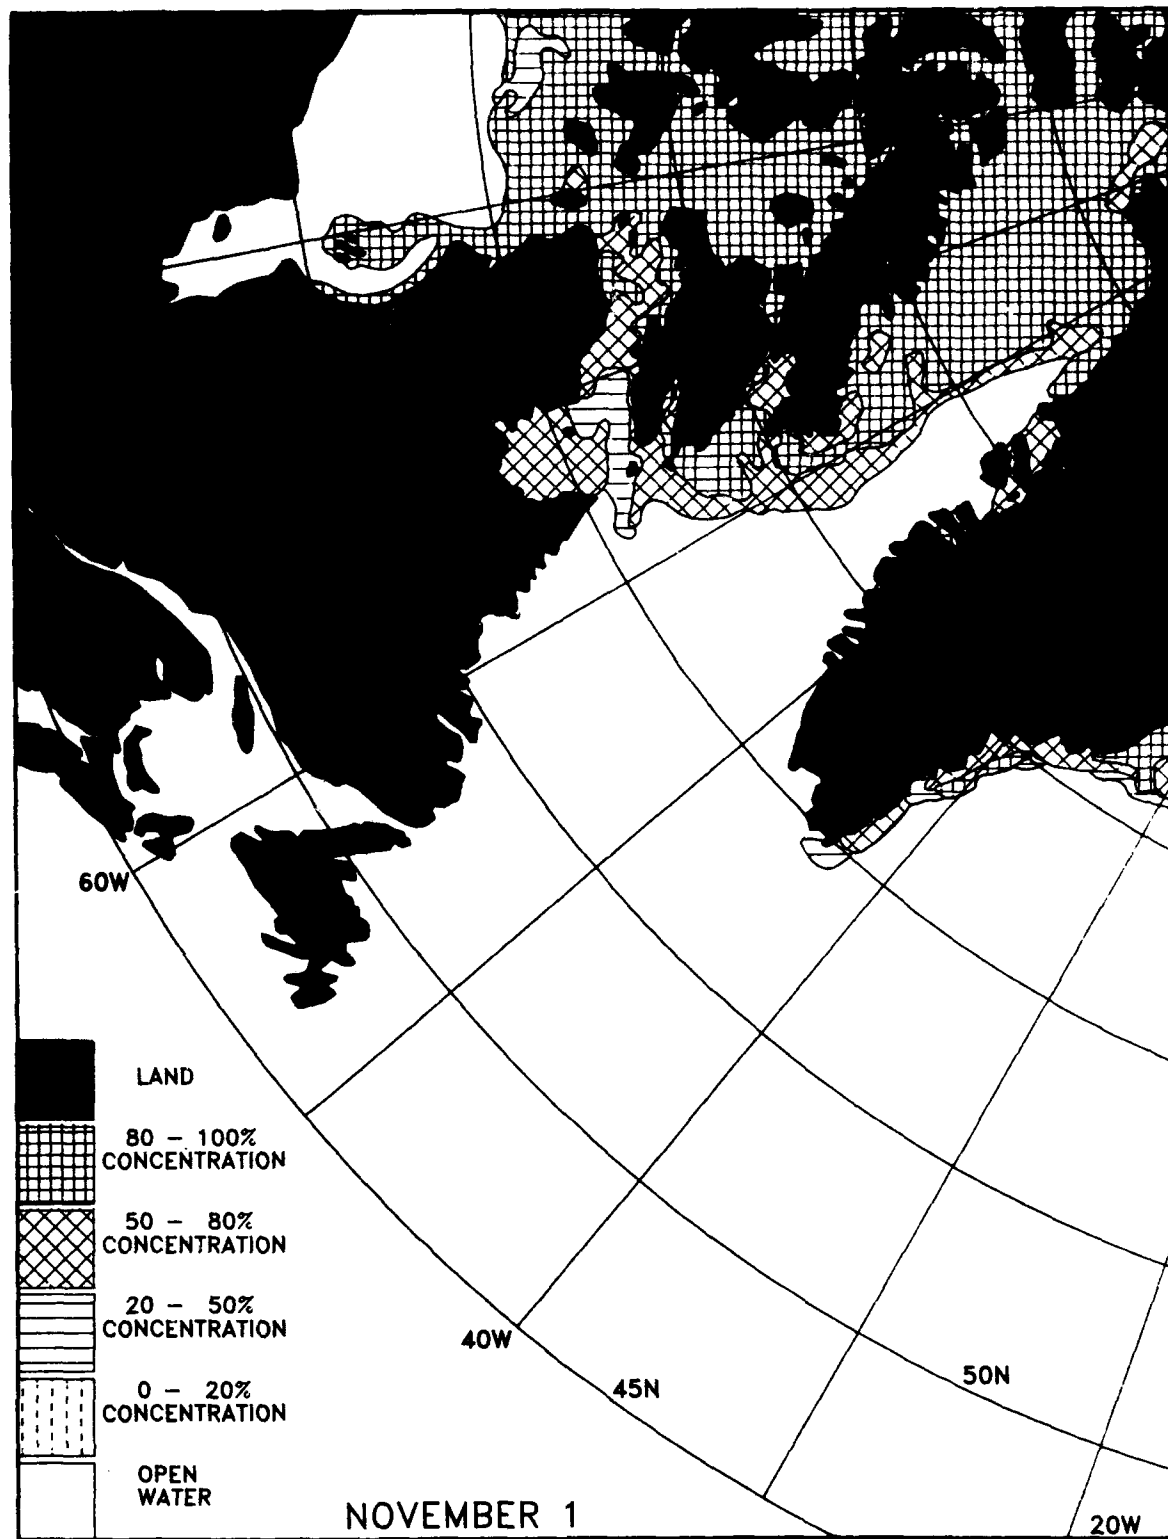 60W
LAND
80 - 100%
CONCENTRATION
50 - 80%
CONCENTRATION
20 - 50%
CONCENTRATION
0 - 20%
CONCENTRATION
OPEN
WATER
40W
45N
50N
20W
NOVEMBER 1